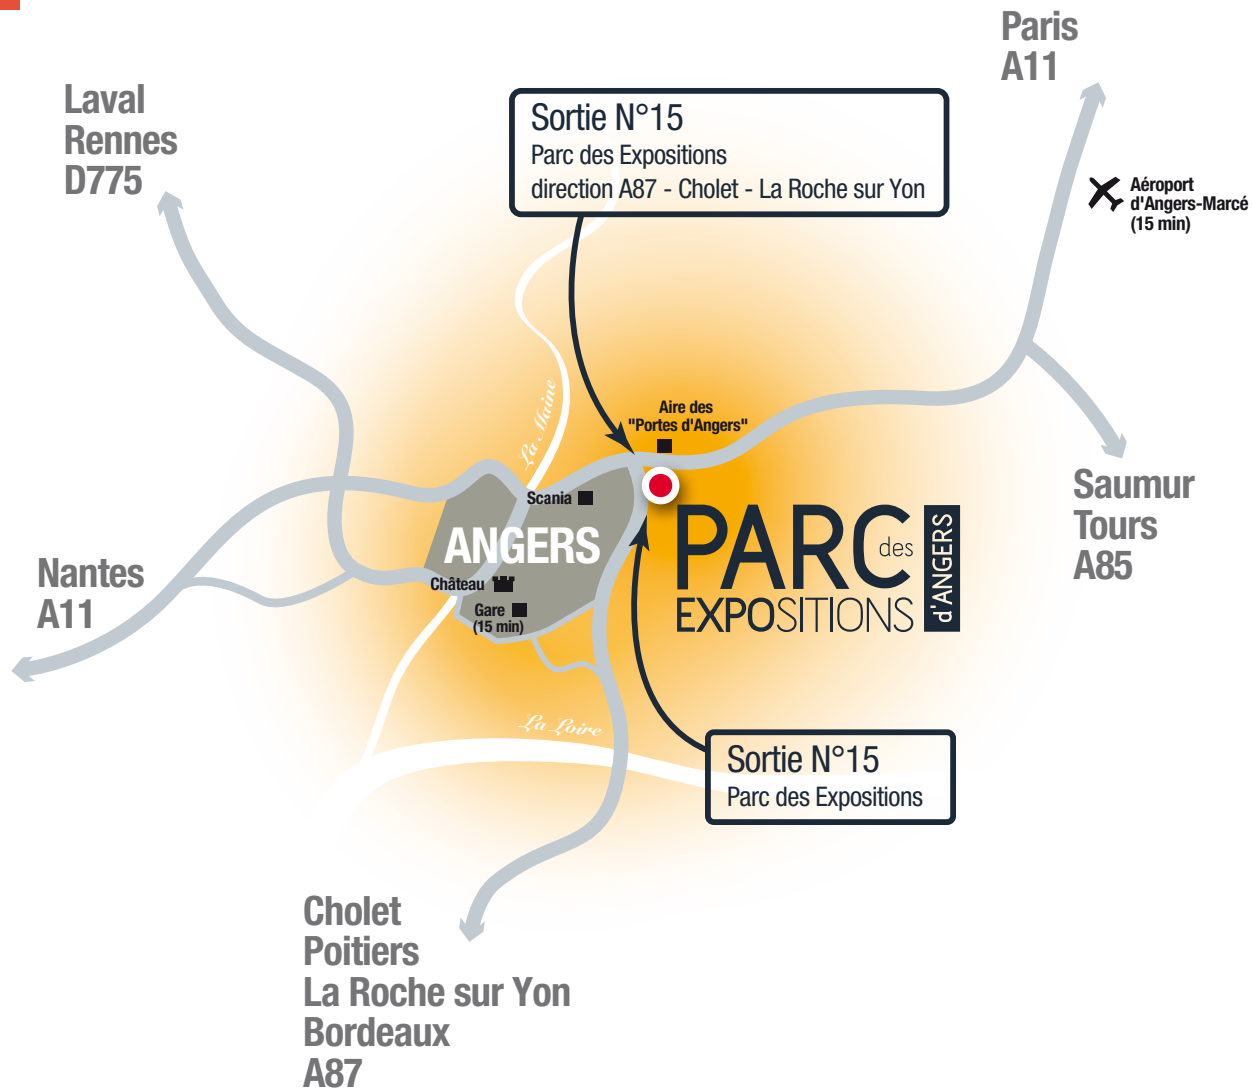 Paris
A11
Laval
Rennes
D775
Sortie N°15
Parc des Expositions
direction A87 - Cholet - La Roche sur Yon
Aéroport
d'Angers-Marcé
(15 min)
La Maine
Aire des
"Portes d'Angers"
Scania
ANGERS
Château
Gare
(15 min)
PARC des
EXPOSITIONS
d'ANGERS
Saumur
Tours
A85
Nantes
A11
La Loire
Sortie N°15
Parc des Expositions
Cholet
Poitiers
La Roche sur Yon
Bordeaux
A87